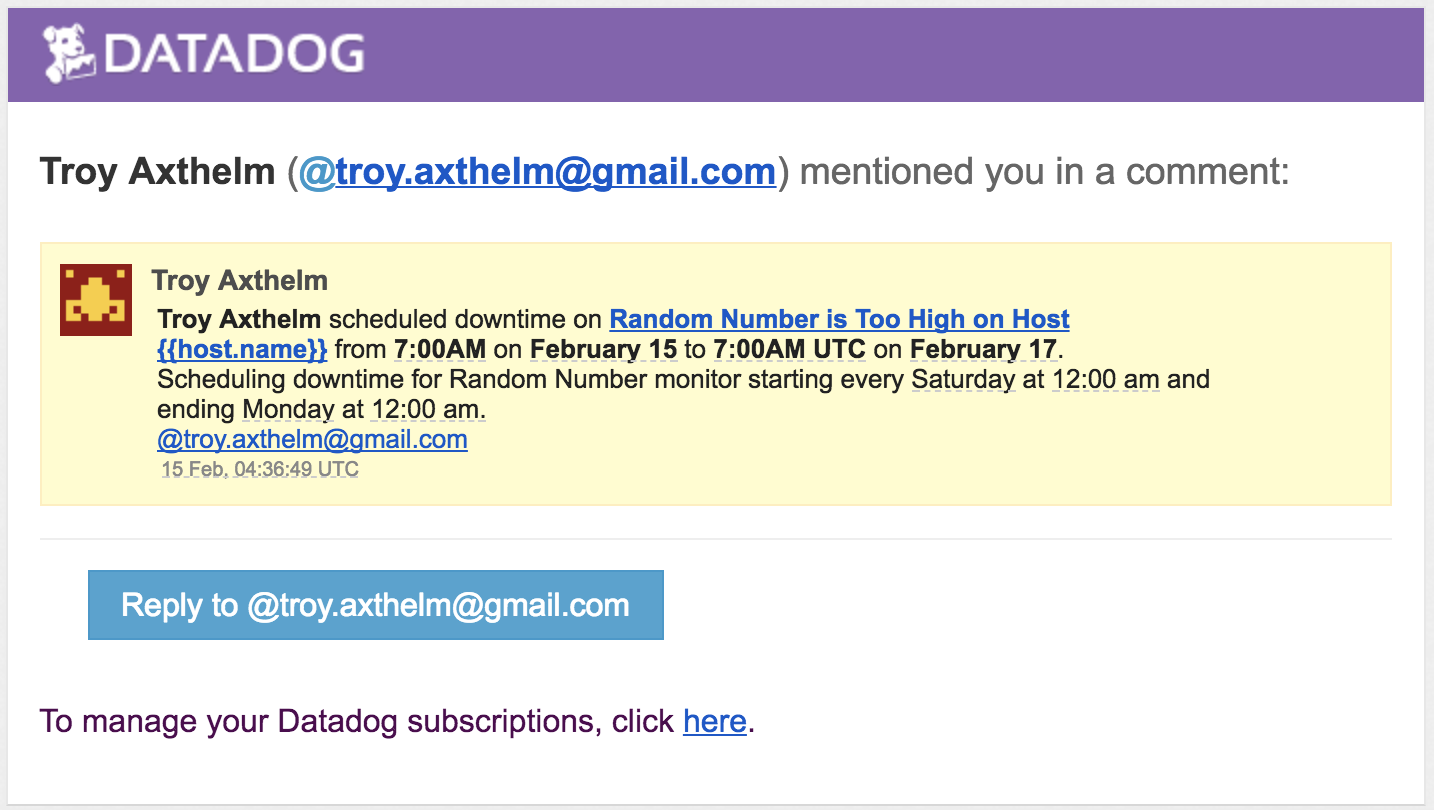 DATADOG
Troy Axthelm (@troy.axthelm@gmail.com) mentioned you in a comment:
Troy Axthelm
Troy Axthelm scheduled downtime on Random Number is Too High on Host
{{host.name}} from 7:00AM on February 15 to 7:00AM UTC on February 17.
Scheduling downtime for Random Number monitor starting every Saturday at 12:00 am and
ending Monday at 12:00 am.
@troy.axthelm@gmail.com
15 Feb, 04:36:49 UTC
Reply to @troy.axthelm@gmail.com
To manage your Datadog subscriptions, click here.